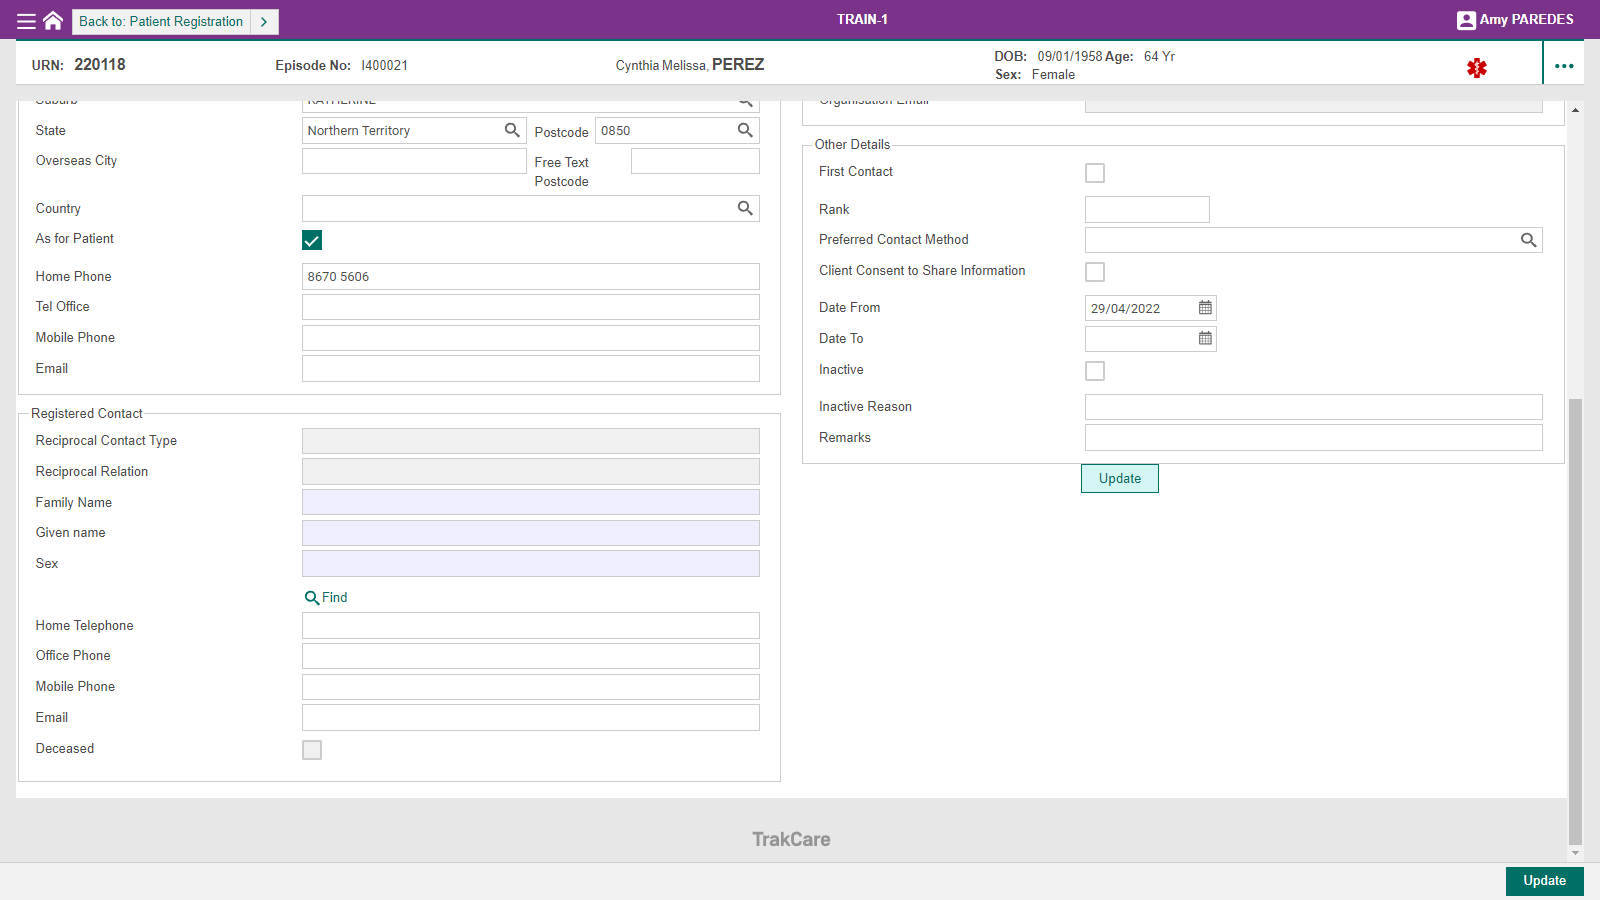 Back to: Patient Registration
TRAIN-1
Amy PAREDES
URN: 220118
Episode No: I400021
Cynthia Melissa, PEREZ
DOB: 09/01/1958 Age: 64 Yr
Sex: Female
Suburb KATHERINE
State Northern Territory Postcode 0850
Overseas City Free Text Postcode
Country
As for Patient
Home Phone 8670 5606
Tel Office
Mobile Phone
Email
Registered Contact
Reciprocal Contact Type
Reciprocal Relation
Family Name
Given name
Sex
Find
Home Telephone
Office Phone
Mobile Phone
Email
Deceased
Organisation Email
Other Details
First Contact
Rank
Preferred Contact Method
Client Consent to Share Information
Date From 29/04/2022
Date To
Inactive
Inactive Reason
Remarks
Update
TrakCare
Update